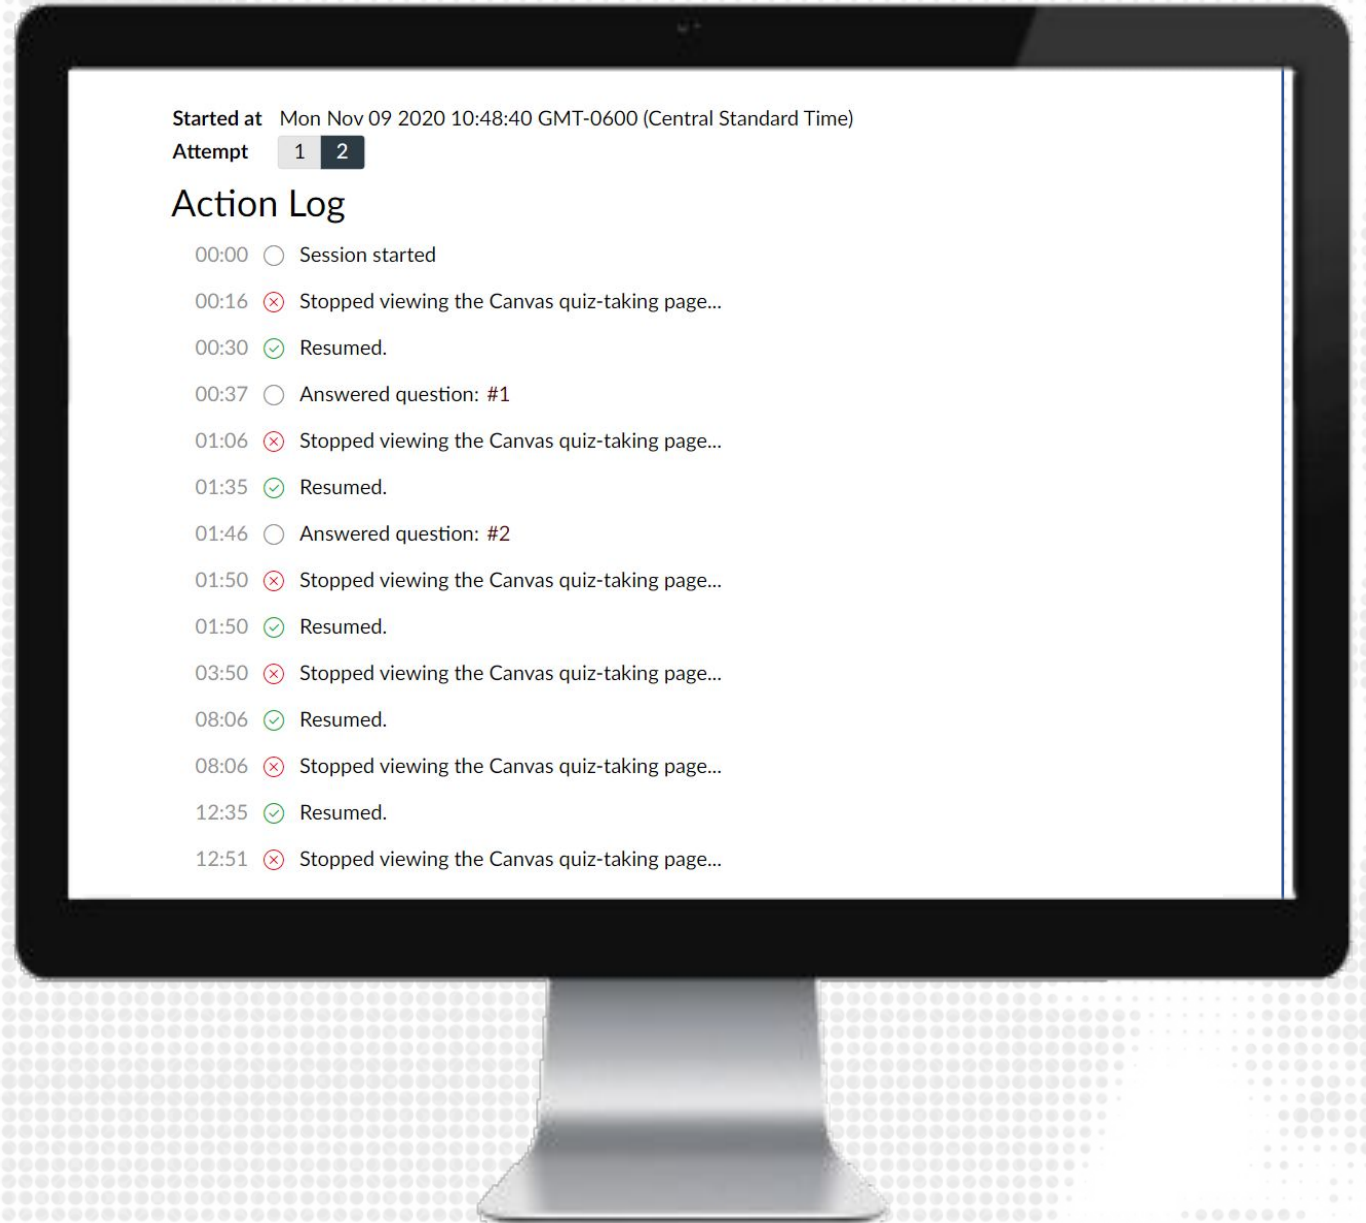 Started at Mon Nov 09 2020 10:48:40 GMT-0600 (Central Standard Time)
Attempt 1 2
Action Log
00:00 Session started
00:16 Stopped viewing the Canvas quiz-taking page...
00:30 Resumed.
00:37 Answered question: #1
01:06 Stopped viewing the Canvas quiz-taking page...
01:35 Resumed.
01:46 Answered question: #2
01:50 Stopped viewing the Canvas quiz-taking page...
01:50 Resumed.
03:50 Stopped viewing the Canvas quiz-taking page...
08:06 Resumed.
08:06 Stopped viewing the Canvas quiz-taking page...
12:35 Resumed.
12:51 Stopped viewing the Canvas quiz-taking page...